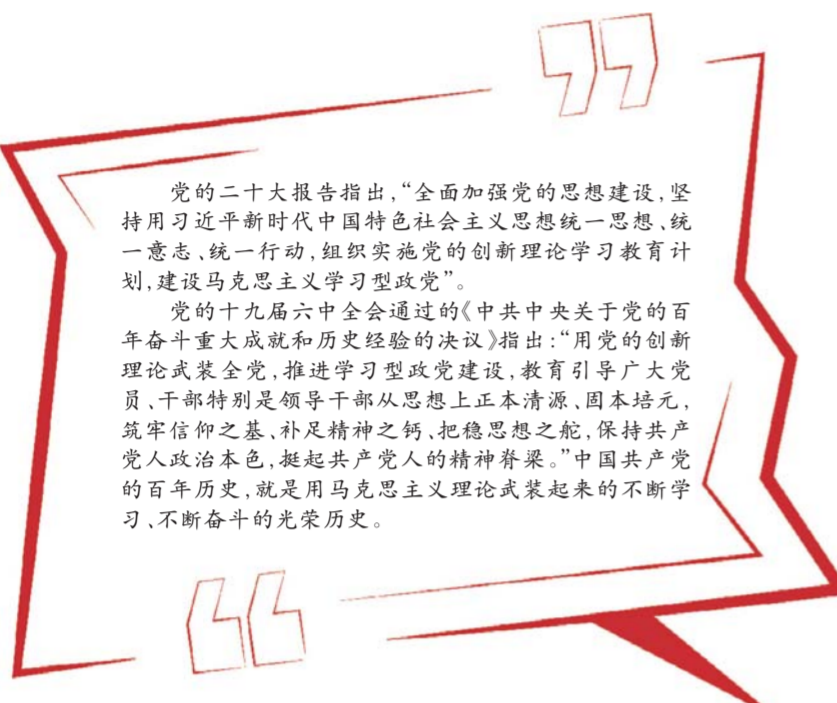 党的二十大报告指出，“全面加强党的思想建设，坚
持用习近平新时代中国特色社会主义思想统一思想、统
一意志、统一行动，组织实施党的创新理论学习教育计
划，建设马克思主义学习型政党”。
党的十九届六中全会通过的《中共中央关于党的百
年奋斗重大成就和历史经验的决议》指出：“用党的创新
理论武装全党，推进学习型政党建设，教育引导广大党
员、干部特别是领导干部从思想上正本清源、固本培元，
筑牢信仰之基、补足精神之钙、把稳思想之舵，保持共产
党人政治本色，挺起共产党人的精神脊梁。”中国共产党
的百年历史，就是用马克思主义理论武装起来的不断学
习、不断奋斗的光荣历史。